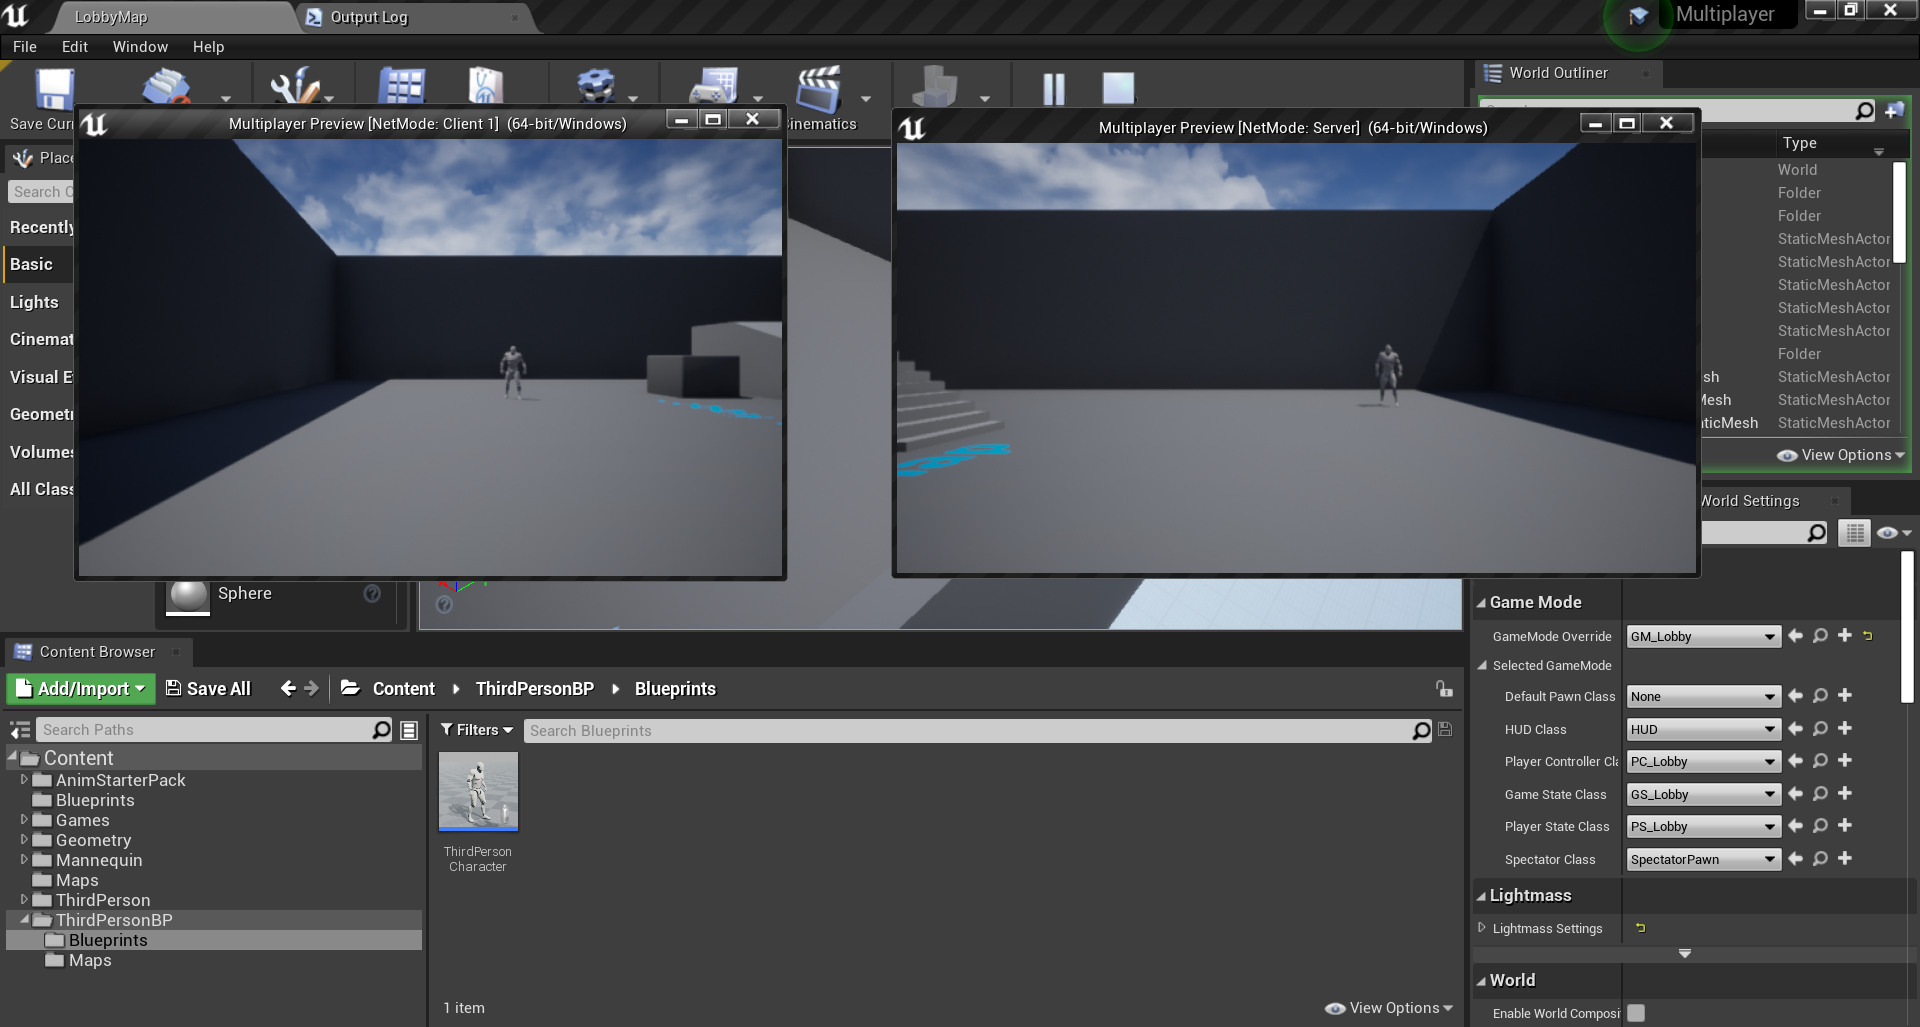 LobbyMap
Output Log
Multiplayer
File Edit Window Help
World Outliner
Save Cur
Cinematics
Multiplayer Preview [NetMode: Client 1] (64-bit/Windows)
Multiplayer Preview [NetMode: Server] (64-bit/Windows)
Place
Search C
Recently
Basic
Lights
Cinemat
Visual E
Geometr
Volumes
All Class
Type
World
Folder
Folder
StaticMeshActor
StaticMeshActor
StaticMeshActor
StaticMeshActor
StaticMeshActor
Folder
sh StaticMeshActor
Mesh StaticMeshActor
aticMesh StaticMeshActor
View Options
World Settings
Sphere
Game Mode
GameMode Override GM_Lobby
Selected GameMode
Default Pawn Class None
HUD Class HUD
Player Controller Cla PC_Lobby
Game State Class GS_Lobby
Player State Class PS_Lobby
Spectator Class SpectatorPawn
Lightmass
Lightmass Settings
World
Enable World Composi
Content Browser
Add/Import Save All Content ThirdPersonBP Blueprints
Search Paths
Filters Search Blueprints
Content
AnimStarterPack
Blueprints
Games
Geometry
Mannequin
Maps
ThirdPerson
ThirdPersonBP
Blueprints
Maps
ThirdPerson
Character
1 item
View Options